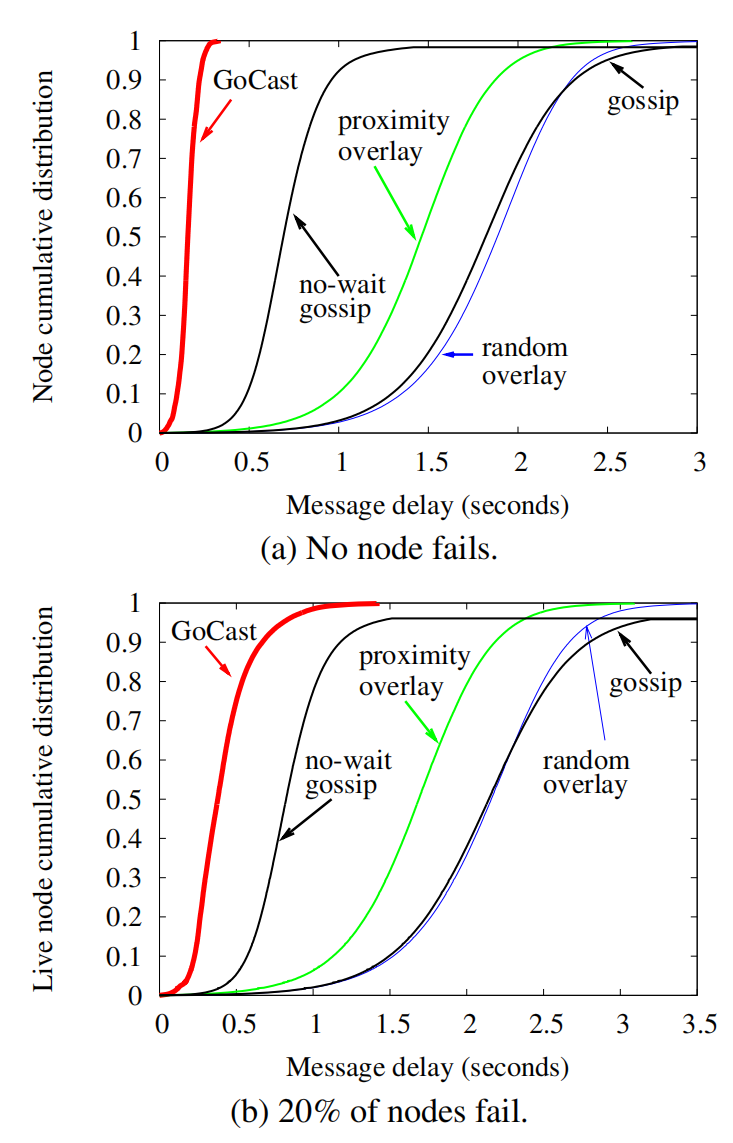 1
0.9
0.8
0.7
0.6
0.5
0.4
0.3
0.2
0.1
0
Node cumulative distribution
GoCast
proximity
overlay
gossip
no-wait
gossip
random
overlay
0 0.5 1 1.5 2 2.5 3
Message delay (seconds)
(a) No node fails.
1
0.9
0.8
0.7
0.6
0.5
0.4
0.3
0.2
0.1
0
Live node cumulative distribution
GoCast
proximity
overlay
gossip
no-wait
gossip
random
overlay
0 0.5 1 1.5 2 2.5 3 3.5
Message delay (seconds)
(b) 20% of nodes fail.